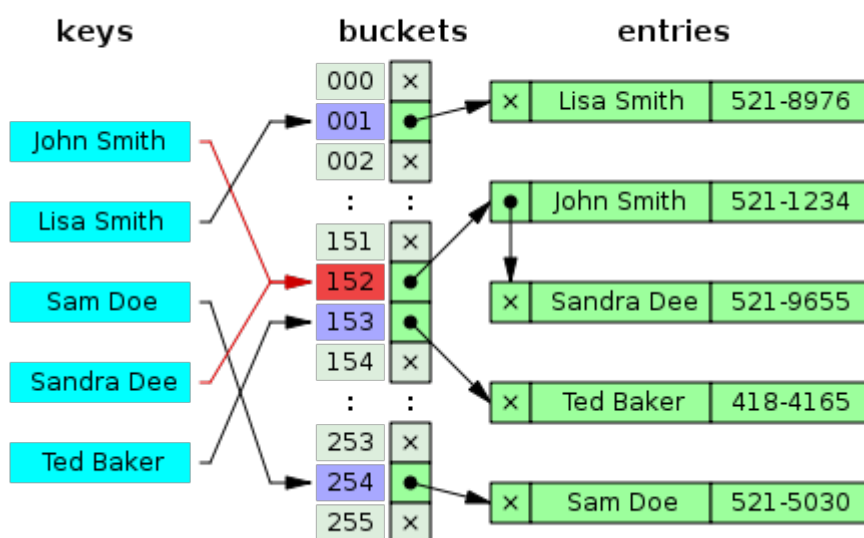 keys
buckets
entries
John Smith
Lisa Smith
Sam Doe
Sandra Dee
Ted Baker
000 ×
001
002 ×
: :
151 ×
152
153
154 ×
: :
253 ×
254
255 ×
× Lisa Smith 521-8976
John Smith 521-1234
× Sandra Dee 521-9655
× Ted Baker 418-4165
× Sam Doe 521-5030